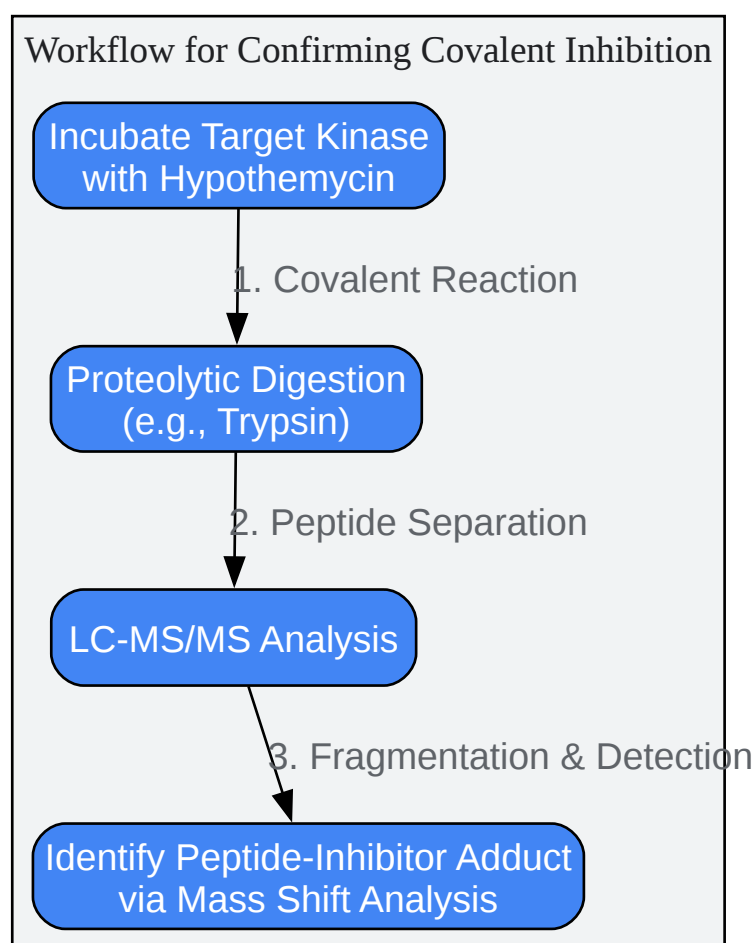 Workflow for Confirming Covalent Inhibition
Incubate Target Kinase
with Hypothemycin
1. Covalent Reaction
Proteolytic Digestion
(e.g., Trypsin)
2. Peptide Separation
LC-MS/MS Analysis
3. Fragmentation & Detection
Identify Peptide-Inhibitor Adduct
via Mass Shift Analysis